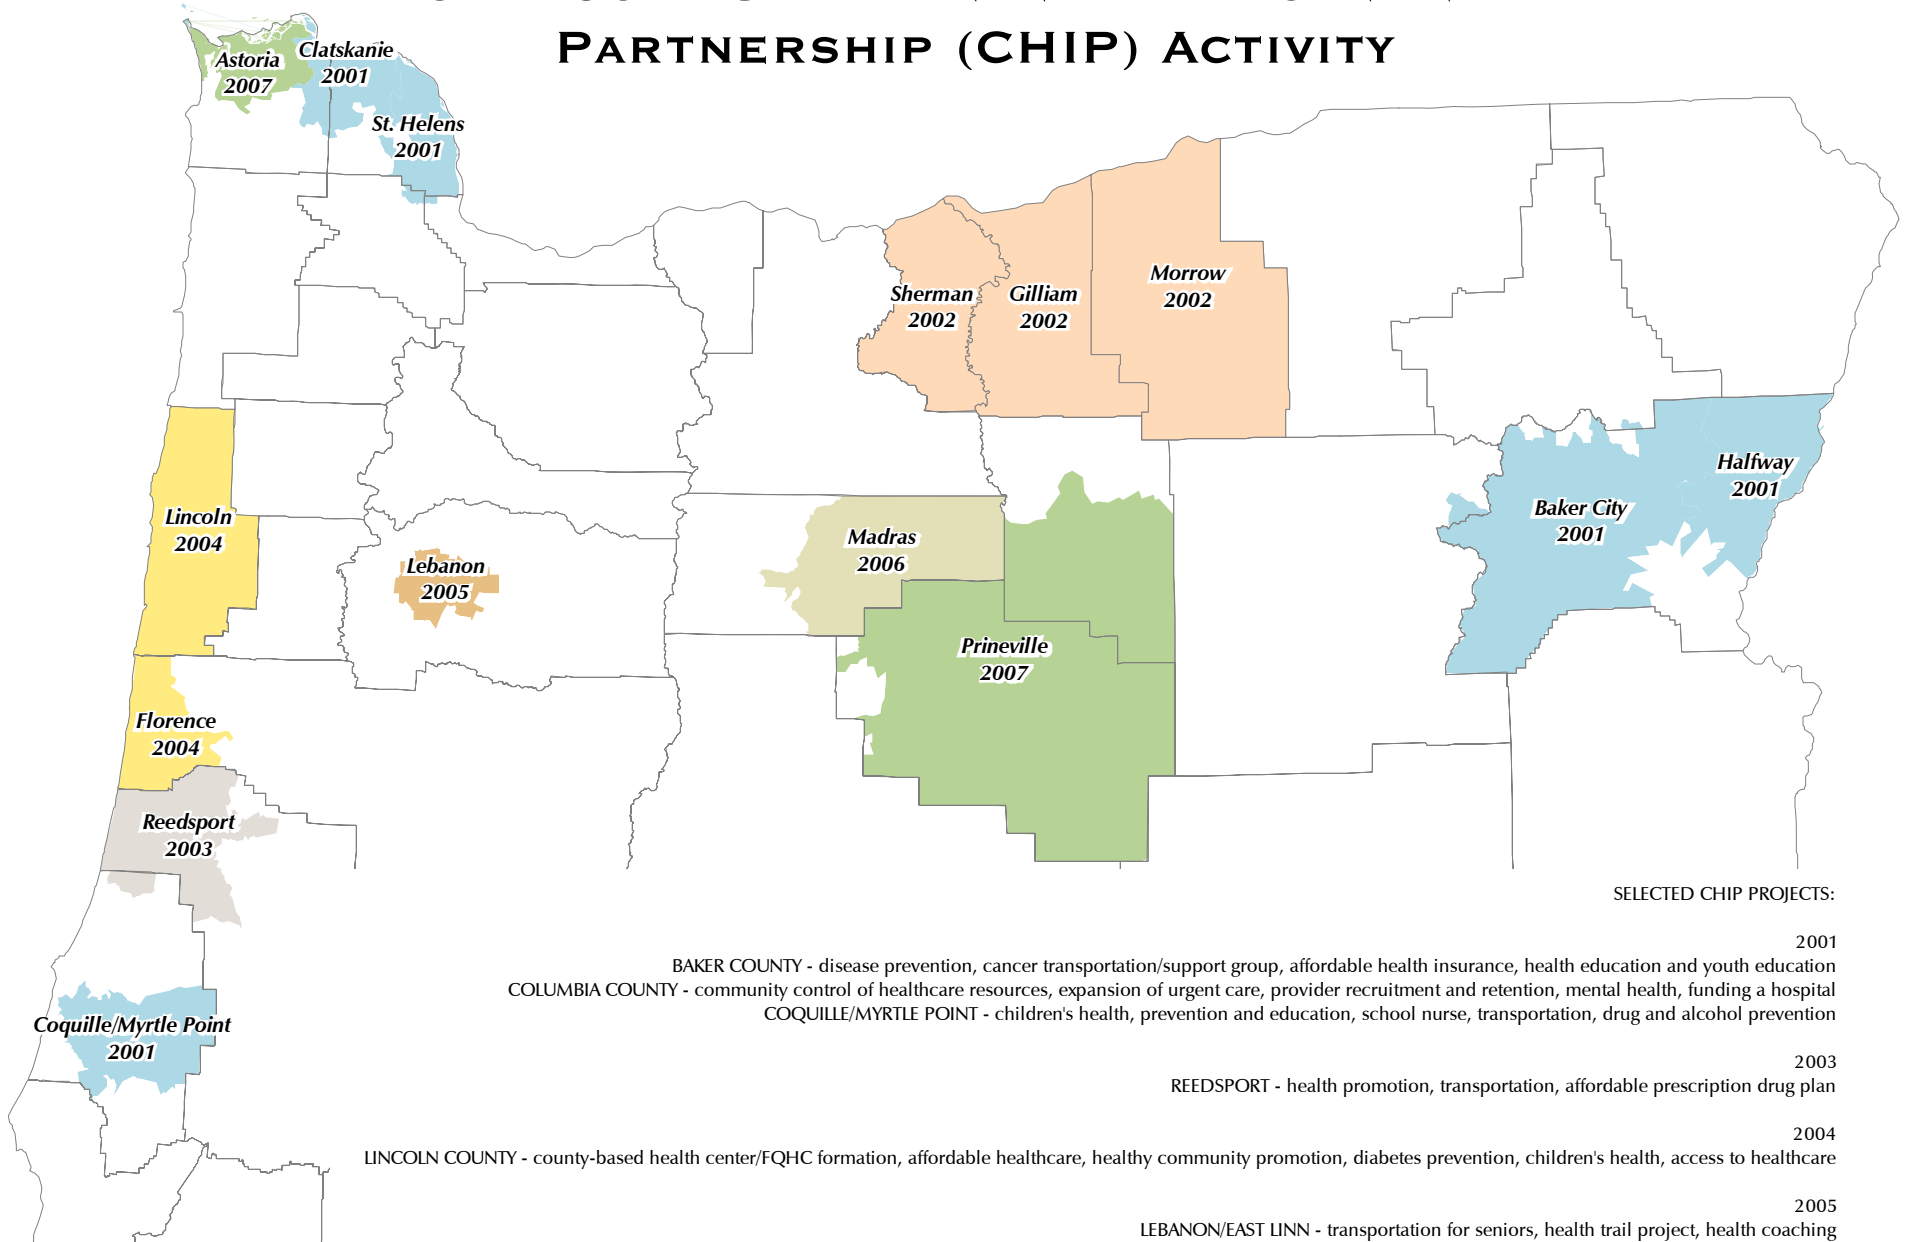 PARTNERSHIP (CHIP) ACTIVITY
Astoria
2007
Clatskanie
2001
St. Helens
2001
Sherman
2002
Gilliam
2002
Morrow
2002
Lincoln
2004
Lebanon
2005
Madras
2006
Halfway
2001
Baker City
2001
Prineville
2007
Florence
2004
Reedsport
2003
Coquille/Myrtle Point
2001
SELECTED CHIP PROJECTS:
2001
BAKER COUNTY - disease prevention, cancer transportation/support group, affordable health insurance, health education and youth education
COLUMBIA COUNTY - community control of healthcare resources, expansion of urgent care, provider recruitment and retention, mental health, funding a hospital
COQUILLE/MYRTLE POINT - children's health, prevention and education, school nurse, transportation, drug and alcohol prevention
2003
REEDSPORT - health promotion, transportation, affordable prescription drug plan
2004
LINCOLN COUNTY - county-based health center/FQHC formation, affordable healthcare, healthy community promotion, diabetes prevention, children's health, access to healthcare
2005
LEBANON/EAST LINN - transportation for seniors, health trail project, health coaching